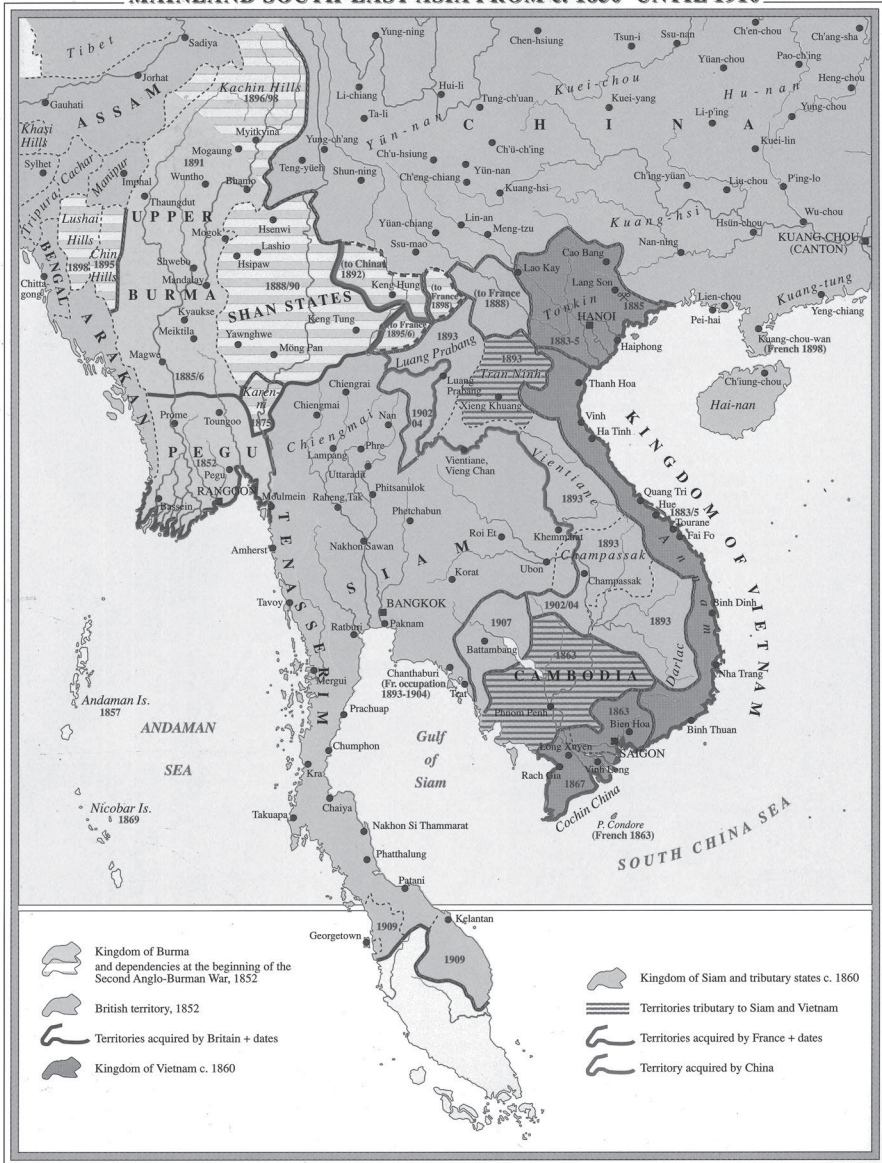 MAINLAND SOUTH EAST ASIA FROM c. 1850 UNTIL 1910
Tibet
Sadiya
Jorhat
Gauhati
ASSAM
Khasi
Hills
Sylhet
Cachar
Tripura
Manipur
Imphal
Kachin Hills
1896/98
Myitkyina
Mogaung
1891
Wuntho
Bhamo
Thaungdut
UPPER
BURMA
Lushai
Hills
1898
Chin
1895
Hills
BENGAL
Chitta-
gong
ARAKAN
Mogok
Shwebo
Mandalay
Kyaukse
Meiktila
Magwe
1885/6
Hsenwi
Lashio
Hsipaw
1888/90
SHAN STATES
Keng Tung
Yawnghwe
Möng Pan
Karen-
ni
1875
Prome
Toungoo
PEGU
1852
Pegu
RANGOON
Bassein
Moulmein
Amherst
TENASSERIM
Tavoy
Mergui
Yung-ning
Chen-hsiung
Tsun-i
Ssu-nan
Ch'en-chou
Ch'ang-sha
Yüan-chou
Pao-ch'ing
Heng-chou
Li-chiang
Hui-li
Kuei-chou
Hu-nan
Ta-li
Tung-ch'uan
Kuei-yang
Li-p'ing
Yung-chou
Yün-nan
CHINA
Kuei-lin
Yung-ch'ang
Teng-yüeh
Shun-ning
Ch'u-hsiung
Ch'ü-ch'ing
Ch'eng-chiang
Yün-nan
Kuang-hsi
Ch'ing-yüan
Liu-chou
P'ing-lo
Yüan-chiang
Lin-an
Meng-tzu
Ssu-mao
Kuang-hsi
Hsün-chou
Wu-chou
Nan-ning
KUANG-CHOU
(CANTON)
Kuang-tung
Lien-chou
Pei-hai
Yeng-chiang
Kuang-chou-wan
(French 1898)
Ch'iung-chou
Hai-nan
(to China
1892)
Keng Hung
(to
France
1898)
(to France
1888)
(to France
1895/6)
Lao Kay
Cao Bang
Lang Son
1885
Tonkin
HANOI
1883-5
Haiphong
Thanh Hoa
Vinh
Ha Tinh
1893
Luang Prabang
Luang
Prabang
1893
Tran Ninh
Xieng Khuang
1902
04
Chiengrai
Chiengmai
Chiengmai
Nan
Lampang
Phre
Uttaradit
Raheng,Tak
Phitsanulok
Phetchabun
Nakhon Sawan
Vientiane,
Vieng Chan
Vientiane
1893
Roi Et
Khemmarat
Ubon
Korat
SIAM
1893
Champassak
Champassak
KINGDOM OF VIETNAM
Quang Tri
Hue
1883/5
Tourane
Fai Fo
Annam
Binh Dinh
Nha Trang
Binh Thuan
Darlac
1893
1902/04
BANGKOK
Paknam
Ratburi
1907
Battambang
1863
CAMBODIA
Phnom Penh
Chanthaburi
(Fr. occupation
1893-1904)
Trat
1863
Bien Hoa
SAIGON
Long Xuyen
Vinh Long
Rach Gia
1867
Cochin China
P. Condore
(French 1863)
SOUTH CHINA SEA
Gulf
of
Siam
ANDAMAN
SEA
Andaman Is.
1857
Nicobar Is.
1869
Prachuap
Chumphon
Kra
Chaiya
Takuapa
Nakhon Si Thammarat
Phatthalung
Patani
Kelantan
Georgetown
1909
1909
Kingdom of Burma
and dependencies at the beginning of the
Second Anglo-Burman War, 1852
British territory, 1852
Territories acquired by Britain + dates
Kingdom of Vietnam c. 1860
Kingdom of Siam and tributary states c. 1860
Territories tributary to Siam and Vietnam
Territories acquired by France + dates
Territory acquired by China